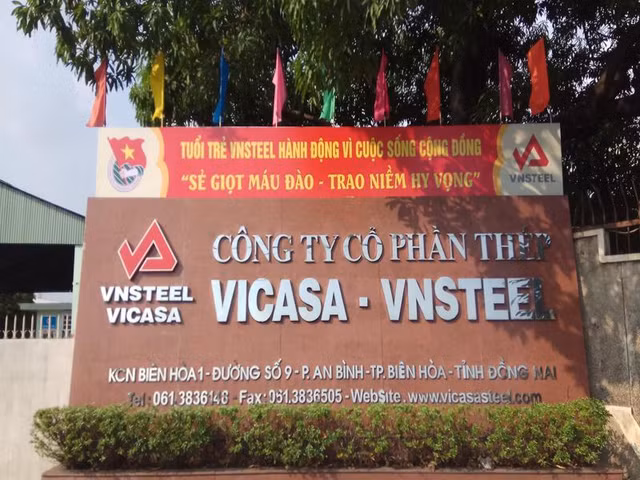 TUỔI TRẺ VNSTEEL HÀNH ĐỘNG VÌ CUỘC SỐNG CỘNG ĐỒNG
"SẺ GIỌT MÁU ĐÀO - TRAO NIỀM HY VỌNG"
VNSTEEL
CÔNG TY CỔ PHẦN THÉP
VICASA - VNSTEEL
VNSTEEL
VICASA
KCN BIÊN HÒA 1 - ĐƯỜNG SỐ 9 - P. AN BÌNH - TP. BIÊN HÒA - TỈNH ĐỒNG NAI
Tel: 061.3836148 - Fax: 061.3836505 - Website: www.vicasasteel.com